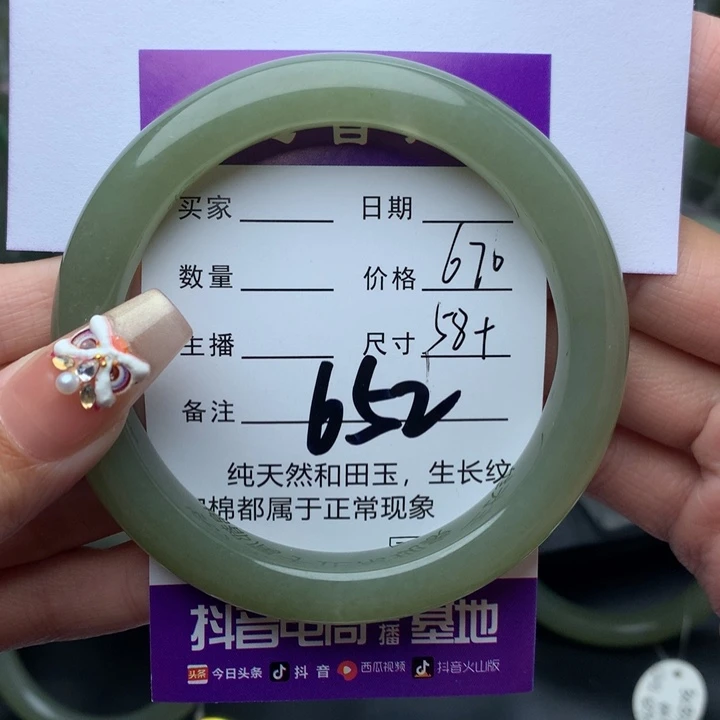 买家 日期
数量 价格 670
主播 尺寸 58+
备注 652
纯天然和田玉，生长纹
棉都属于正常现象
抖音电商直播基地
头条 今日头条 抖音 西瓜视频 抖音火山版